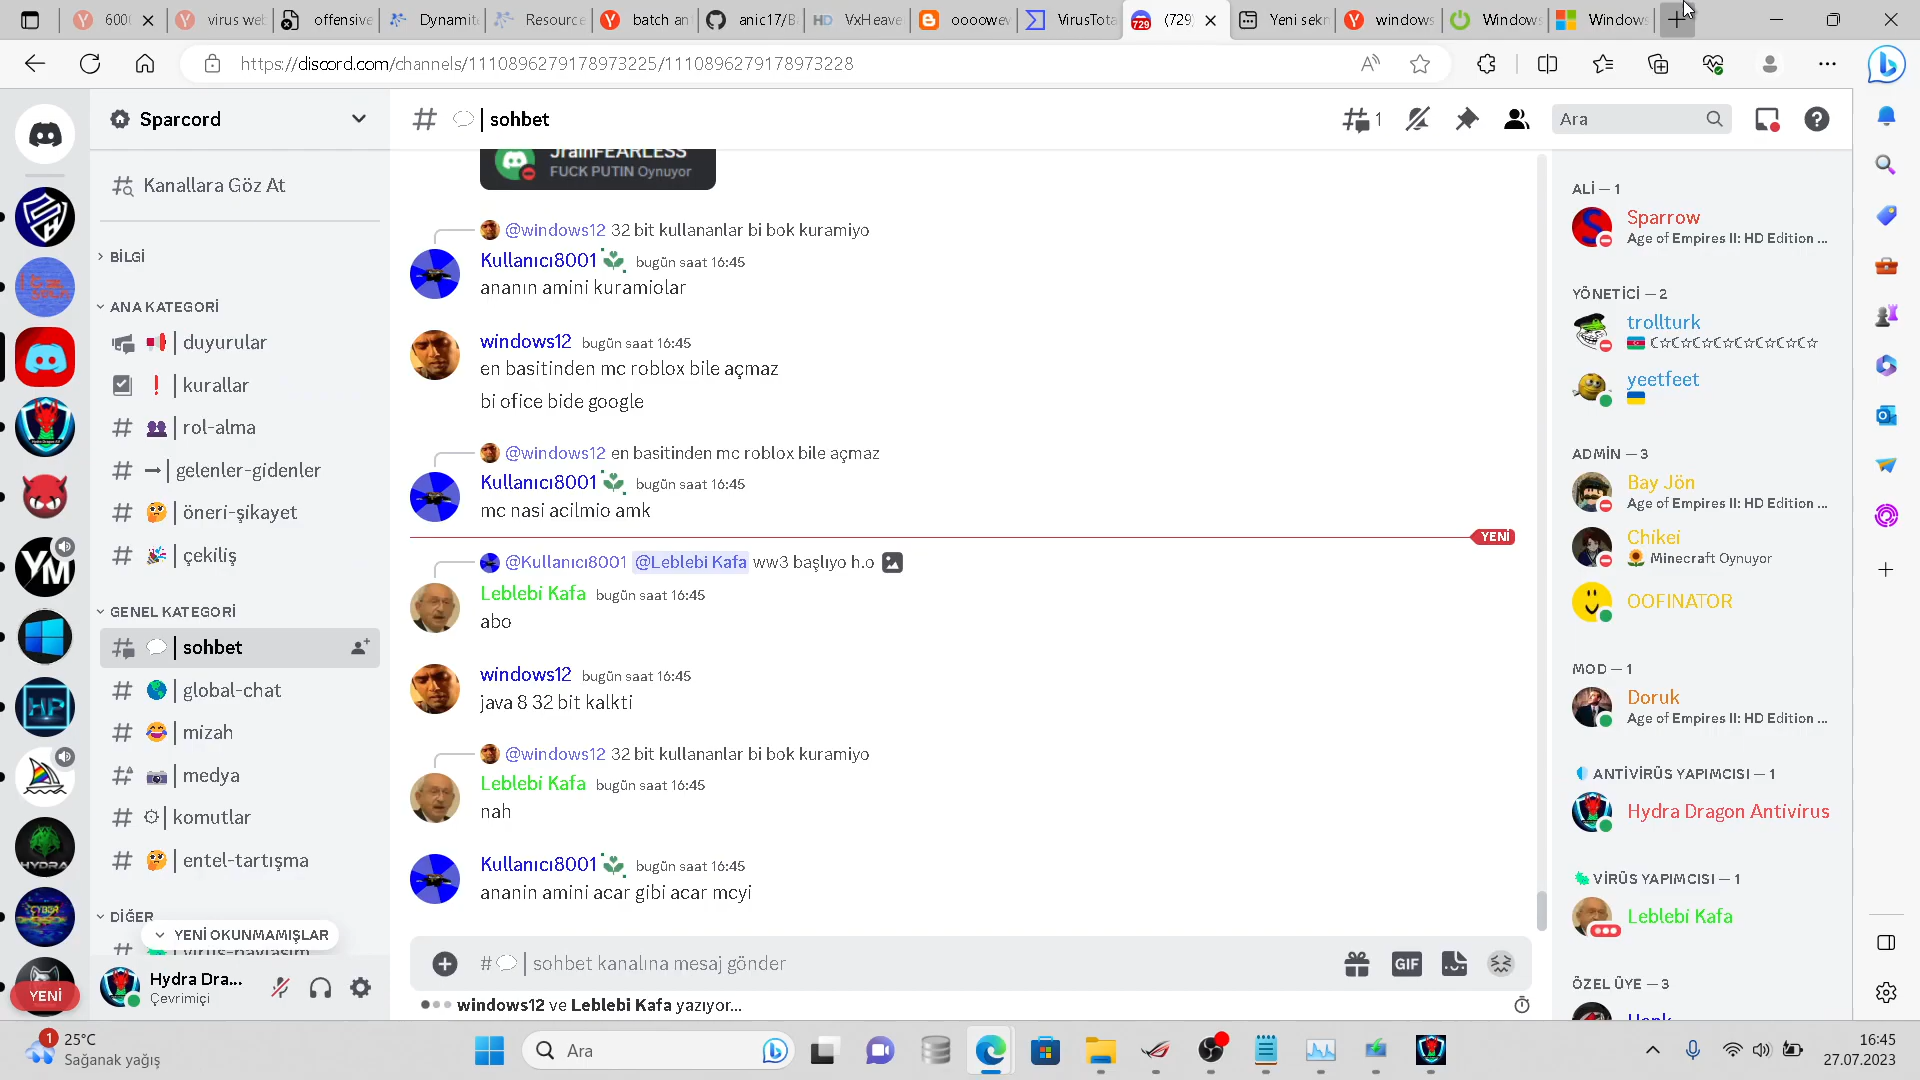 600
virus web
offensive
Dynamit
Resource
batch an
anic17/B
VxHeave
oooowe
VirusTota
(729)
Yeni sekm
windows
Window
Window
https://discord.com/channels/1110896279178973225/1110896279178973228
Sparcord
Kanallara Göz At
BİLGİ
ANA KATEGORİ
duyurular
kurallar
rol-alma
gelenler-gidenler
öneri-şikayet
çekiliş
GENEL KATEGORİ
sohbet
global-chat
mizah
medya
komutlar
entel-tartışma
DİĞER
YENİ OKUNMAMIŞLAR
YENİ
Hydra Dra...
Çevrimiçi
| sohbet
1
Ara
JrainFEARLESS
FUCK PUTIN Oynuyor
@windows12 32 bit kullananlar bi bok kuramiyo
Kullanıcı8001 bugün saat 16:45
ananın amini kuramiolar
windows12 bugün saat 16:45
en basitinden mc roblox bile açmaz
bi ofice bide google
@windows12 en basitinden mc roblox bile açmaz
Kullanıcı8001 bugün saat 16:45
mc nasi acilmio amk
YENİ
@Kullanıcı8001 @Leblebi Kafa ww3 başlıyo h.o
Leblebi Kafa bugün saat 16:45
abo
windows12 bugün saat 16:45
java 8 32 bit kalkti
@windows12 32 bit kullananlar bi bok kuramiyo
Leblebi Kafa bugün saat 16:45
nah
Kullanıcı8001 bugün saat 16:45
ananin amini acar gibi acar mcyi
# | sohbet kanalına mesaj gönder
GIF
windows12 ve Leblebi Kafa yazıyor...
ALİ — 1
Sparrow
Age of Empires II: HD Edition ...
YÖNETİCİ — 2
trollturk
yeetfeet
ADMİN — 3
Bay Jön
Age of Empires II: HD Edition ...
Chikei
Minecraft Oynuyor
OOFINATOR
MOD — 1
Doruk
Age of Empires II: HD Edition ...
ANTİVİRÜS YAPIMCISI — 1
Hydra Dragon Antivirus
VİRÜS YAPIMCISI — 1
Leblebi Kafa
ÖZEL ÜYE — 3
YM
HP
HYDRA
1
25°C
Sağanak yağış
Ara
16:45
27.07.2023